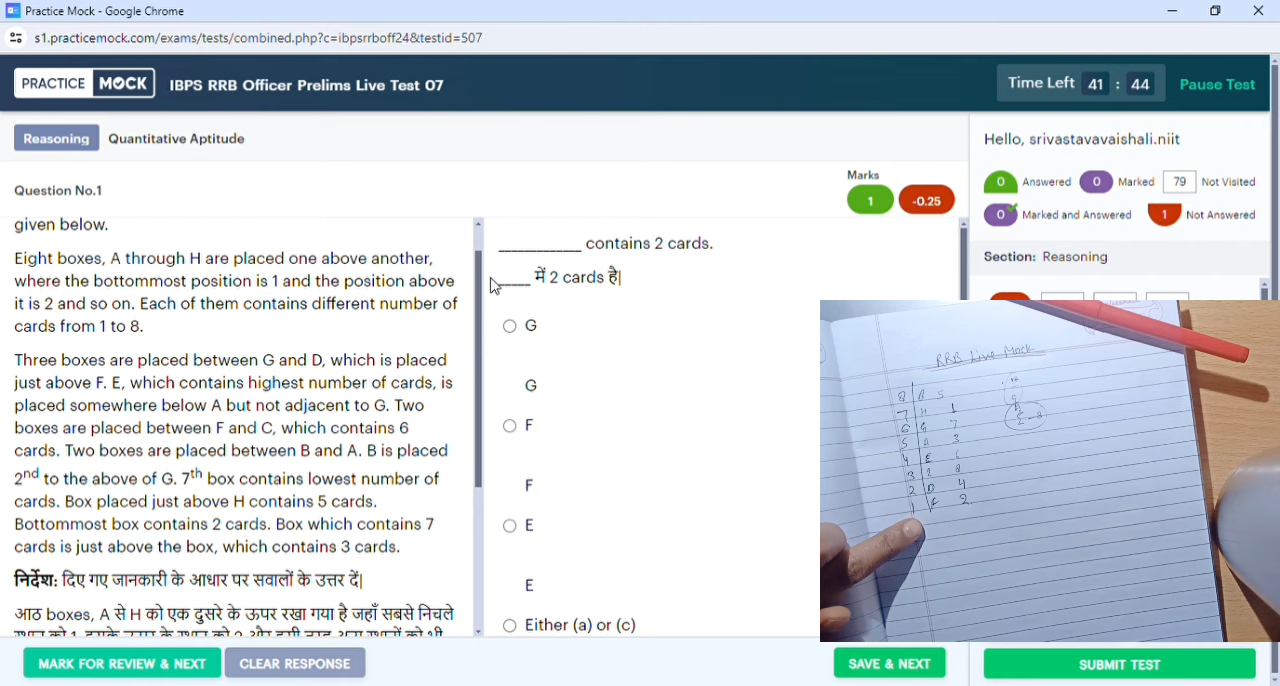 Practice Mock - Google Chrome
s1.practicemock.com/exams/tests/combined.php?c=ibpsrrboff24&testid=507
PRACTICE MOCK
IBPS RRB Officer Prelims Live Test 07
Time Left 41 : 44
Pause Test
Reasoning
Quantitative Aptitude
Question No.1
Marks
1
-0.25
given below.
Eight boxes, A through H are placed one above another,
where the bottommost position is 1 and the position above
it is 2 and so on. Each of them contains different number of
cards from 1 to 8.
Three boxes are placed between G and D, which is placed
just above F. E, which contains highest number of cards, is
placed somewhere below A but not adjacent to G. Two
boxes are placed between F and C, which contains 6
cards. Two boxes are placed between B and A. B is placed
2nd to the above of G. 7th box contains lowest number of
cards. Box placed just above H contains 5 cards.
Bottommost box contains 2 cards. Box which contains 7
cards is just above the box, which contains 3 cards.
निर्देश: दिए गए जानकारी के आधार पर सवालों के उत्तर दें|
आठ boxes, A से H को एक दुसरे के ऊपर रखा गया है जहाँ सबसे निचले
____________ contains 2 cards.
_____ में 2 cards है|
G
G
F
F
E
E
Either (a) or (c)
MARK FOR REVIEW & NEXT
CLEAR RESPONSE
SAVE & NEXT
SUBMIT TEST
Hello, srivastavavaishali.niit
0 Answered
0 Marked
79 Not Visited
0 Marked and Answered
1 Not Answered
Section: Reasoning
RRB Live Mock
8
7 H 1
6 G 7
5 3
4 E
3 8
2 D 4
1 F 2